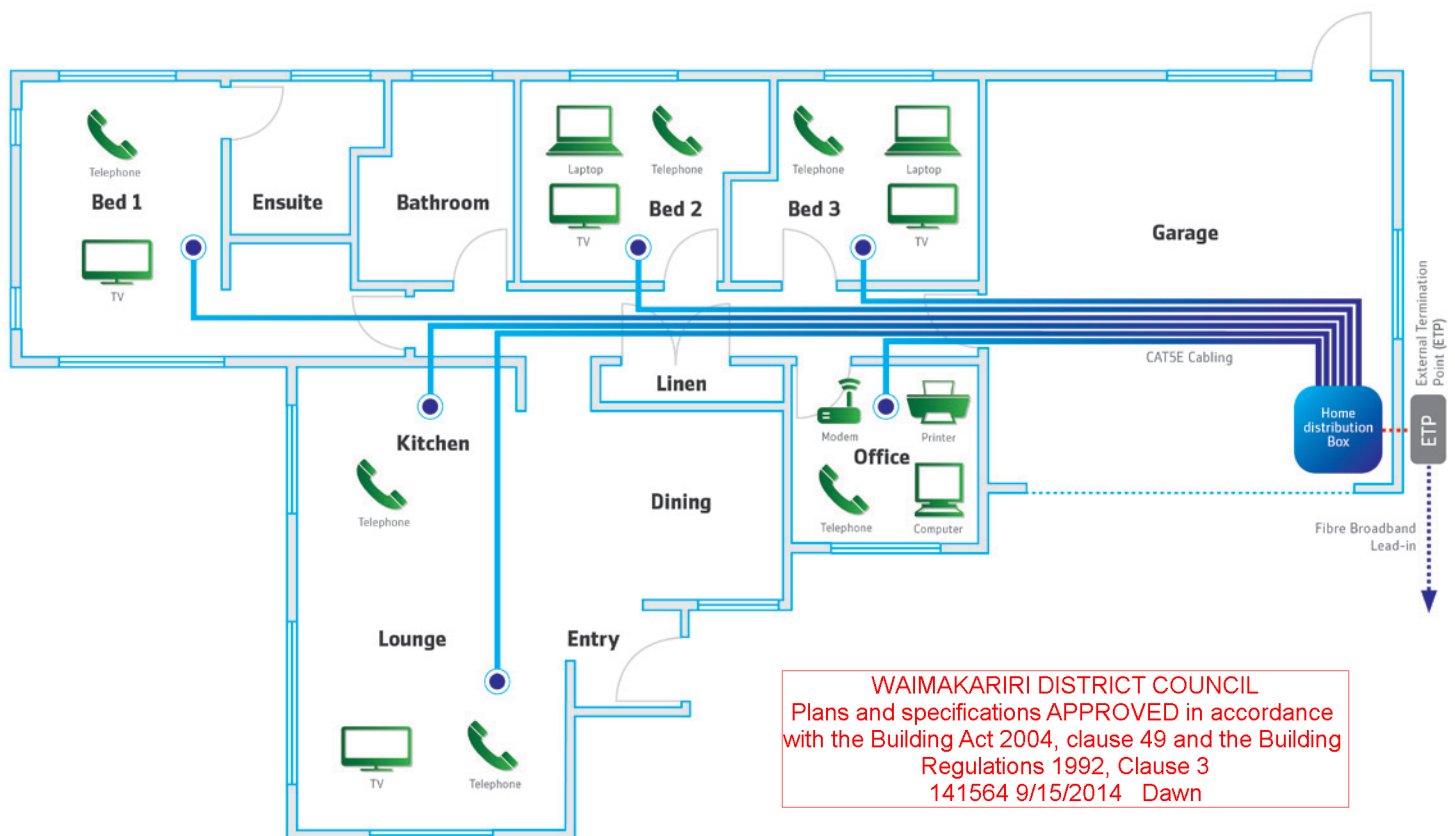 Telephone
Bed 1
TV
Ensuite
Bathroom
Laptop
Telephone
Bed 2
TV
Telephone
Laptop
Bed 3
TV
Garage
External Termination
Point (ETP)
CAT5E Cabling
Linen
Home
distribution
Box
ETP
Modem
Printer
Office
Telephone
Computer
Kitchen
Telephone
Dining
Fibre Broadband
Lead-in
Lounge
Entry
TV
Telephone
WAIMAKARIRI DISTRICT COUNCIL
Plans and specifications APPROVED in accordance
with the Building Act 2004, clause 49 and the Building
Regulations 1992, Clause 3
141564 9/15/2014 Dawn